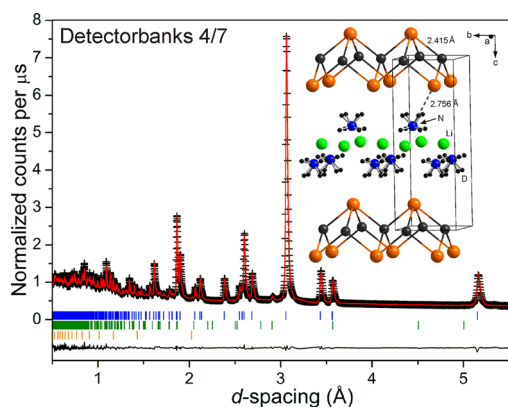 Detectorbanks 4/7
Normalized counts per μs
8
7
6
5
4
3
2
1
0
1
2
3
4
5
d-spacing (Å)
2.415 Å
b
a
c
2.756 Å
N
Li
D